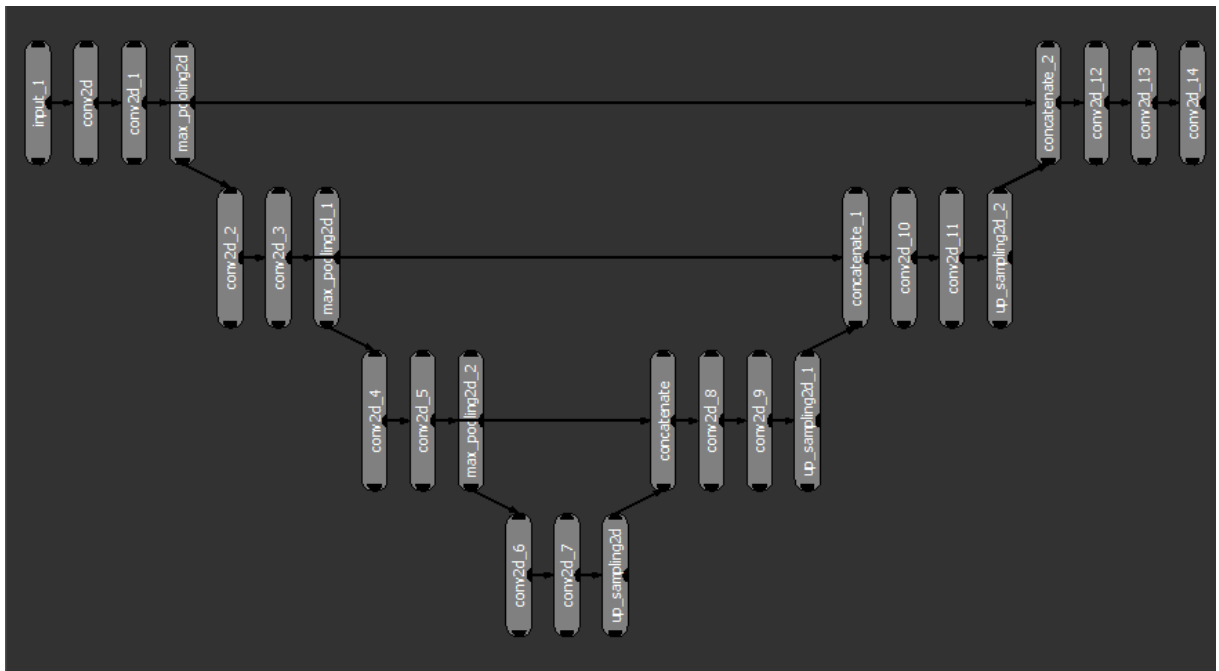 input_1
conv2d
conv2d_1
max_pooling2d
concatenate_2
conv2d_12
conv2d_13
conv2d_14
conv2d_2
conv2d_3
max_pooling2d_1
concatenate_1
conv2d_10
conv2d_11
up_sampling2d_2
conv2d_4
conv2d_5
max_pooling2d_2
concatenate
conv2d_8
conv2d_9
up_sampling2d_1
conv2d_6
conv2d_7
up_sampling2d